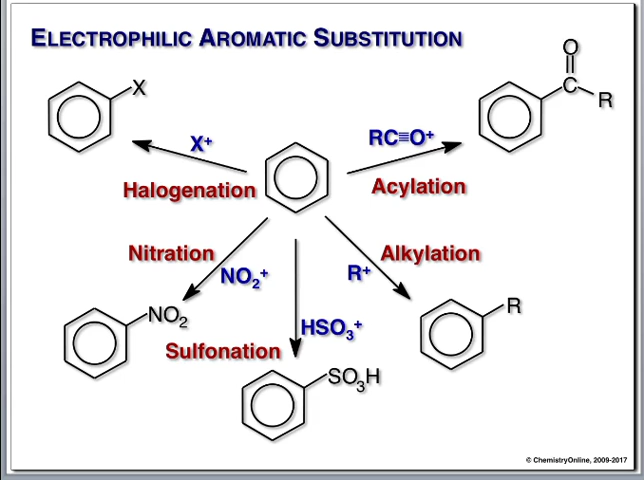 ELECTROPHILIC AROMATIC SUBSTITUTION
X
O
C
R
X⁺
RC≡O⁺
Halogenation
Acylation
Nitration
NO₂⁺
R⁺
Alkylation
NO₂
HSO₃⁺
R
Sulfonation
SO₃H
© ChemistryOnline, 2009-2017